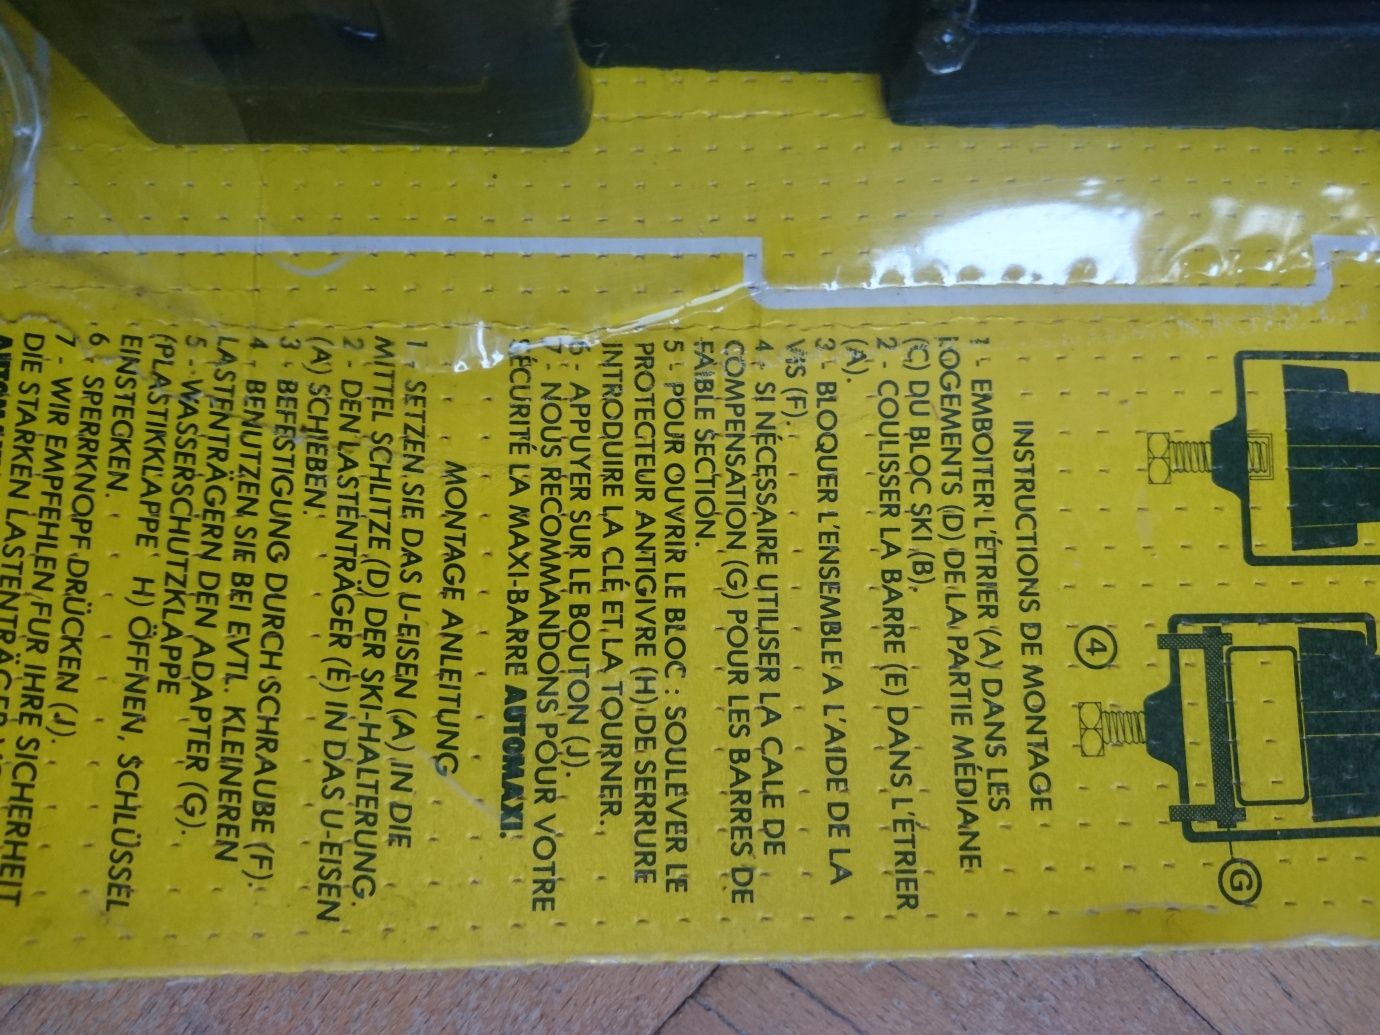 4
G
INSTRUCTIONS DE MONTAGE
1 - EMBOITER L'ÉTRIER (A) DANS LES
LOGEMENTS (D) DE LA PARTIE MÉDIANE
(C) DU BLOC SKI (B).
2 - COULISSER LA BARRE (E) DANS L'ÉTRIER
(A).
3 - BLOQUER L'ENSEMBLE A L'AIDE DE LA
VIS (F).
4 - SI NÉCESSAIRE UTILISER LA CALE DE
COMPENSATION (G) POUR LES BARRES DE
FAIBLE SECTION.
5 - POUR OUVRIR LE BLOC : SOULEVER LE
PROTECTEUR ANTIGIVRE (H) DE SERRURE
INTRODUIRE LA CLÉ ET LA TOURNER.
6 - APPUYER SUR LE BOUTON (J).
7 - NOUS RECOMMANDONS POUR VOTRE
SÉCURITÉ LA MAXI-BARRE AUTOMAXI.
MONTAGE ANLEITUNG
1 - SETZEN SIE DAS U-EISEN (A) IN DIE
MITTEL SCHLITZE (D) DER SKI-HALTERUNG.
2 - DEN LASTENTRÄGER (E) IN DAS U-EISEN
(A) SCHIEBEN.
3 - BEFESTIGUNG DURCH SCHRAUBE (F).
4 - BENUTZEN SIE BEI EVTL. KLEINEREN
LASTENTRÄGERN DEN ADAPTER (G).
5 - WASSERSCHUTZKLAPPE
(PLASTIKKLAPPE H) ÖFFNEN, SCHLÜSSEL
EINSTECKEN.
6 - SPERRKNOPF DRÜCKEN (J).
7 - WIR EMPFEHLEN FUR IHRE SICHERHEIT
DIE STARKEN LASTENTRÄGER